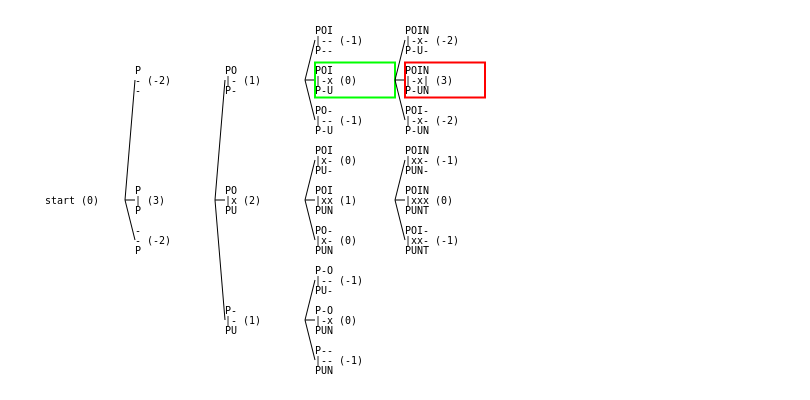 start (0)
P
- (-2)
-
P
| (3)
P
-
- (-2)
P
PO
|- (1)
P-
PO
|x (2)
PU
P-
|- (1)
PU
POI
|-- (-1)
P--
POI
|-x (0)
P-U
PO-
|-- (-1)
P-U
POI
|x- (0)
PU-
POI
|xx (1)
PUN
PO-
|x- (0)
PUN
P-O
|-- (-1)
PU-
P-O
|-x (0)
PUN
P--
|-- (-1)
PUN
POIN
|-x- (-2)
P-U-
POIN
|-x| (3)
P-UN
POI-
|-x- (-2)
P-UN
POIN
|xx- (-1)
PUN-
POIN
|xxx (0)
PUNT
POI-
|xx- (-1)
PUNT